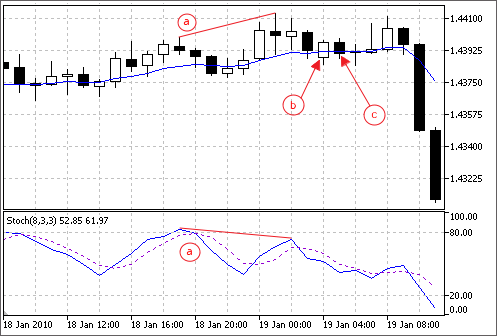 a
1.44100
1.43925
1.43750
b
c
1.43575
1.43400
1.43225
Stoch(8,3,3) 52.85 61.97
100.00
80.00
a
20.00
0.00
18 Jan 2010 18 Jan 12:00 18 Jan 16:00 18 Jan 20:00 19 Jan 00:00 19 Jan 04:00 19 Jan 08:00